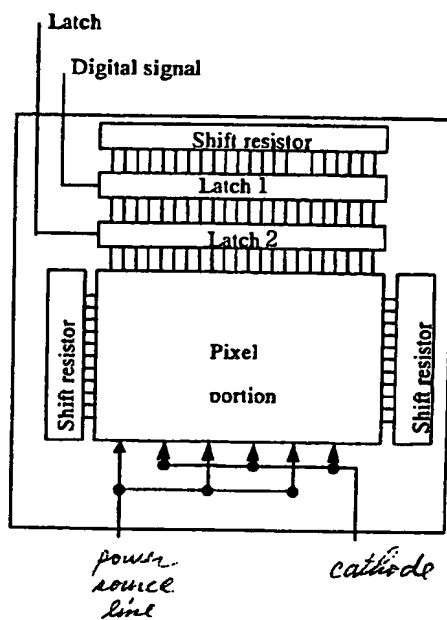 Latch
Digital signal
Shift resistor
Latch 1
Latch 2
Shift resistor
Pixel
portion
Shift resistor
power
source
line
cathode